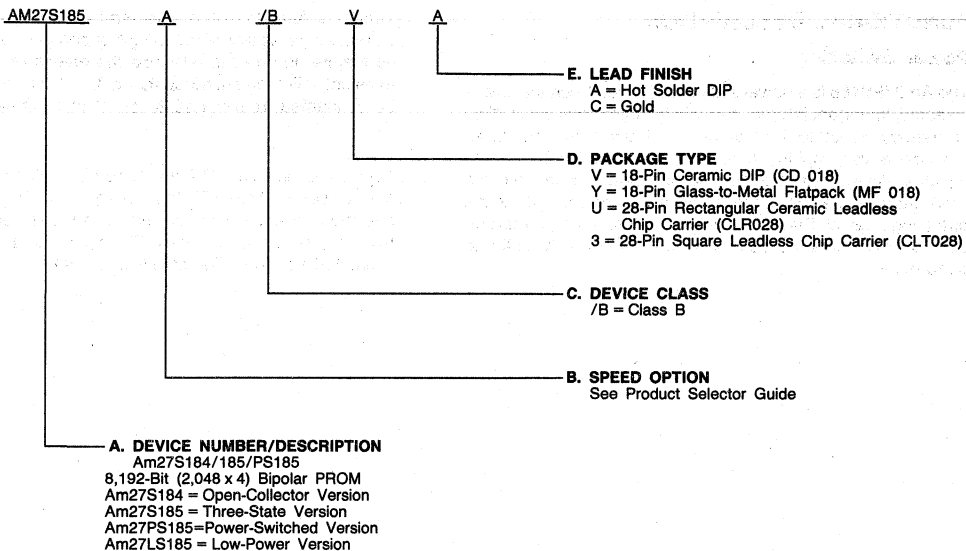 AM27S185 A /B V A
E. LEAD FINISH
A = Hot Solder DIP
C = Gold
D. PACKAGE TYPE
V = 18-Pin Ceramic DIP (CD 018)
Y = 18-Pin Glass-to-Metal Flatpack (MF 018)
U = 28-Pin Rectangular Ceramic Leadless
Chip Carrier (CLR028)
3 = 28-Pin Square Leadless Chip Carrier (CLT028)
C. DEVICE CLASS
/B = Class B
B. SPEED OPTION
See Product Selector Guide
A. DEVICE NUMBER/DESCRIPTION
Am27S184/185/PS185
8,192-Bit (2,048 x 4) Bipolar PROM
Am27S184 = Open-Collector Version
Am27S185 = Three-State Version
Am27PS185=Power-Switched Version
Am27LS185 = Low-Power Version